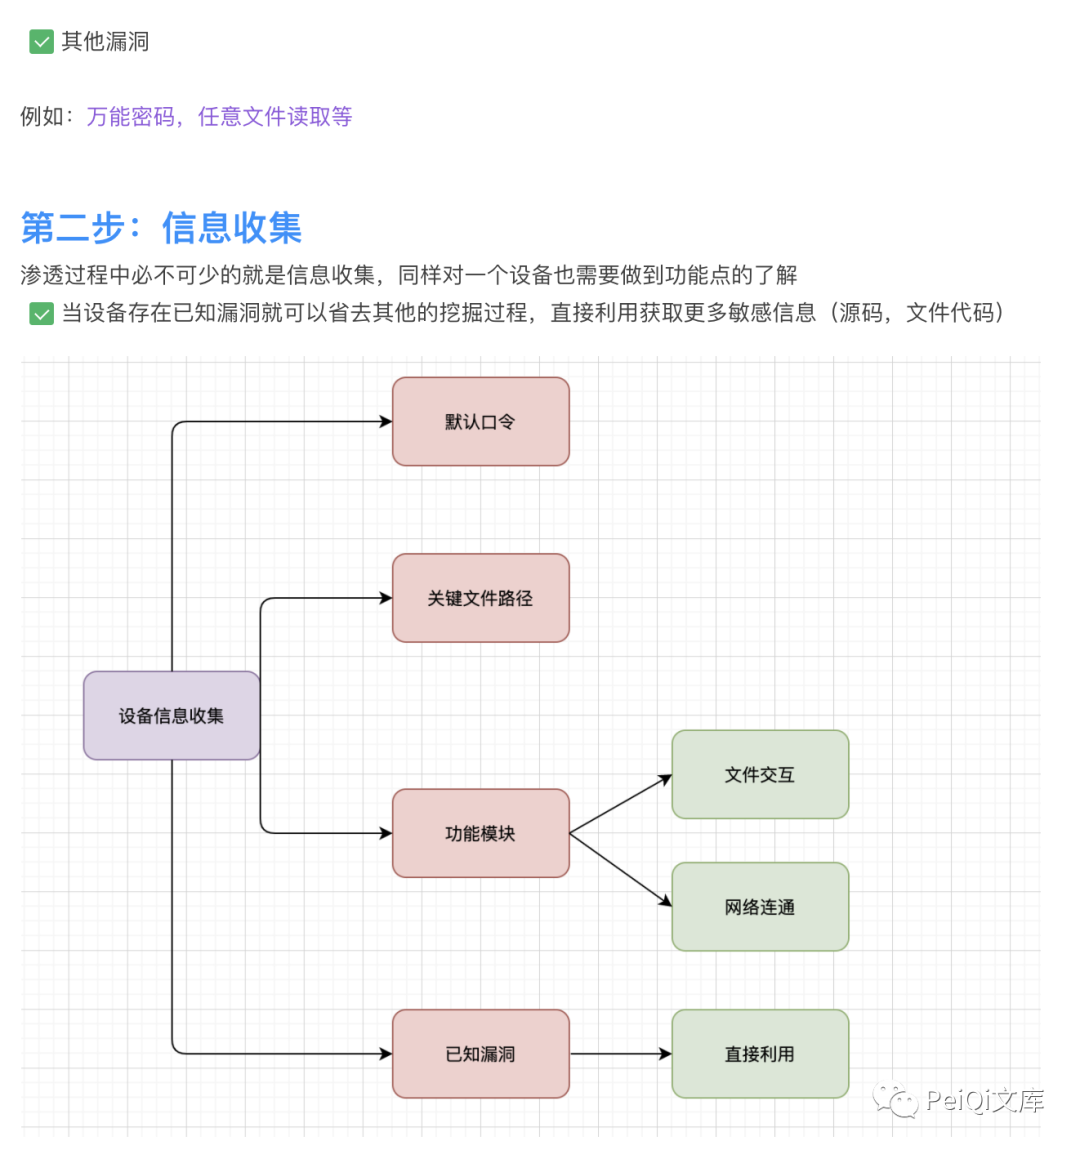 其他漏洞
例如：万能密码，任意文件读取等
第二步：信息收集
渗透过程中必不可少的就是信息收集，同样对一个设备也需要做到功能点的了解
当设备存在已知漏洞就可以省去其他的挖掘过程，直接利用获取更多敏感信息（源码，文件代码）
默认口令
关键文件路径
设备信息收集
文件交互
功能模块
网络连通
已知漏洞
直接利用
PeiQi文库